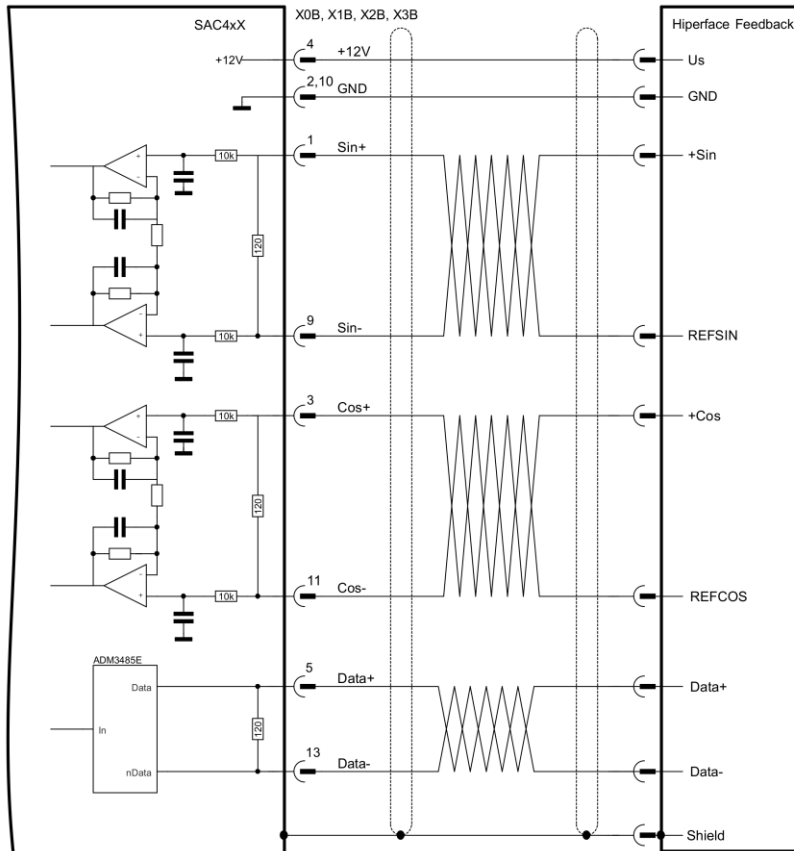 SAC4xX
X0B, X1B, X2B, X3B
Hiperface Feedback
+12V
4
+12V
Us
2,10
GND
GND
1
Sin+
+Sin
+
-
10k
120
-
+
10k
9
Sin-
REFSIN
3
Cos+
+Cos
+
-
10k
120
-
+
10k
11
Cos-
REFCOS
ADM3485E
5
Data+
Data+
Data
In
120
nData
13
Data-
Data-
Shield